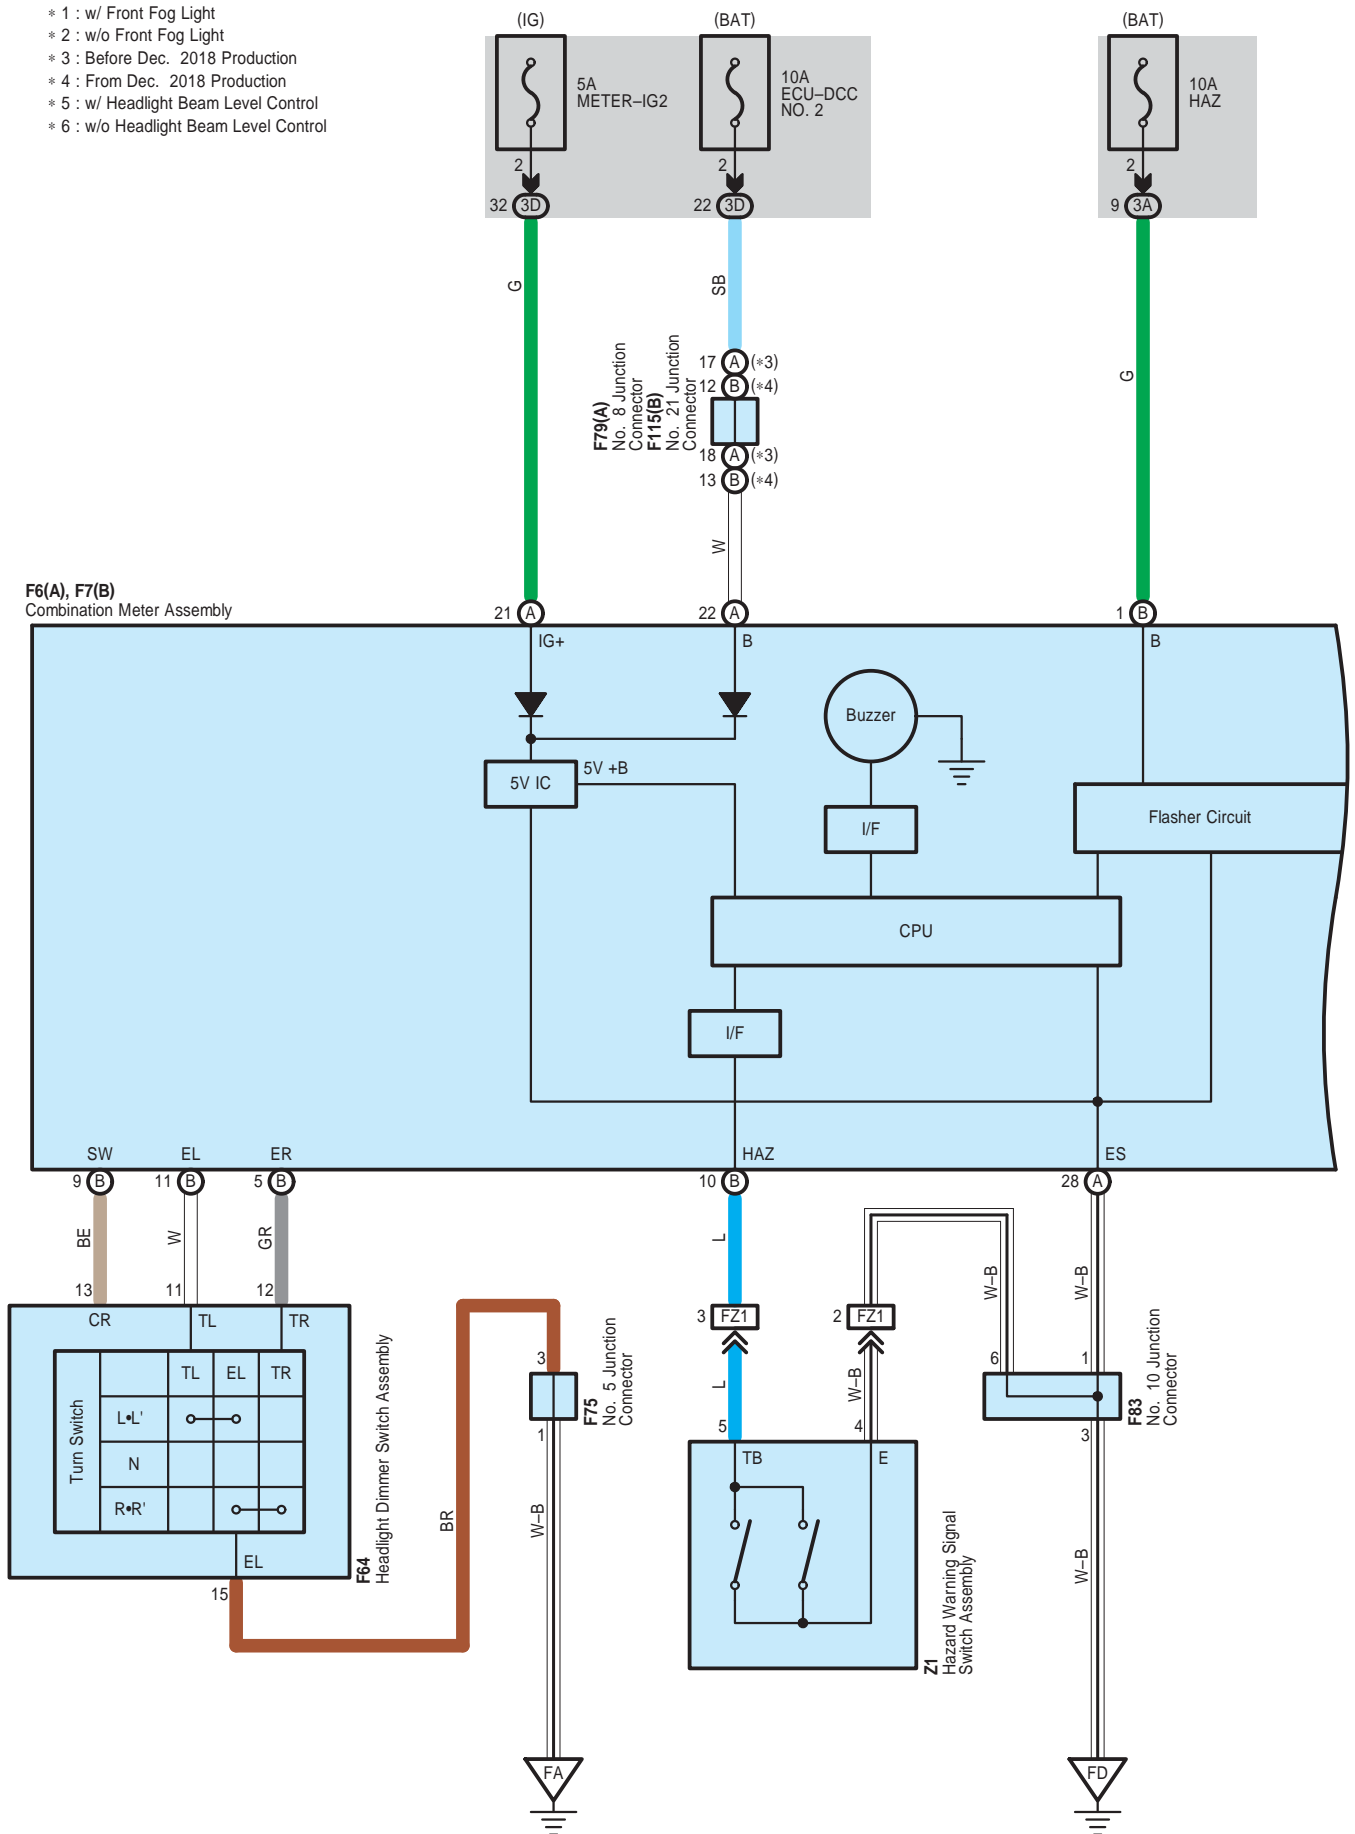 * 1 : w/ Front Fog Light
* 2 : w/o Front Fog Light
* 3 : Before Dec. 2018 Production
* 4 : From Dec. 2018 Production
* 5 : w/ Headlight Beam Level Control
* 6 : w/o Headlight Beam Level Control
(IG)
(BAT)
(BAT)
5A
METER–IG2
10A
ECU–DCC
NO. 2
10A
HAZ
2
2
2
32 3D
22 3D
9 3A
G
SB
G
17 A (*3)
12 B (*4)
F79(A)
No. 8 Junction
Connector
F115(B)
No. 21 Junction
Connector
18 A (*3)
13 B (*4)
W
F6(A), F7(B)
Combination Meter Assembly
21 A
22 A
1 B
IG+
B
B
Buzzer
5V IC
5V +B
I/F
Flasher Circuit
CPU
I/F
SW
EL
ER
HAZ
ES
9 B
11 B
5 B
10 B
28 A
BE
W
GR
L
W–B
W–B
13
11
12
3 FZ1
2 FZ1
CR
TL
TR
L
W–B
3
6
1
Turn Switch
TL
EL
TR
L•L'
N
R•R'
EL
15
F64
Headlight Dimmer Switch Assembly
BR
F75
No. 5 Junction
Connector
1
W–B
5
4
TB
E
Z1
Hazard Warning Signal
Switch Assembly
F83
No. 10 Junction
Connector
3
W–B
FA
FD